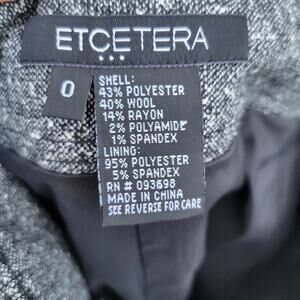 ETCETERA
0
SHELL:
43% POLYESTER
40% WOOL
14% RAYON
2% POLYAMIDE
1% SPANDEX
LINING:
95% POLYESTER
5% SPANDEX
RN # 093698
MADE IN CHINA
SEE REVERSE FOR CARE